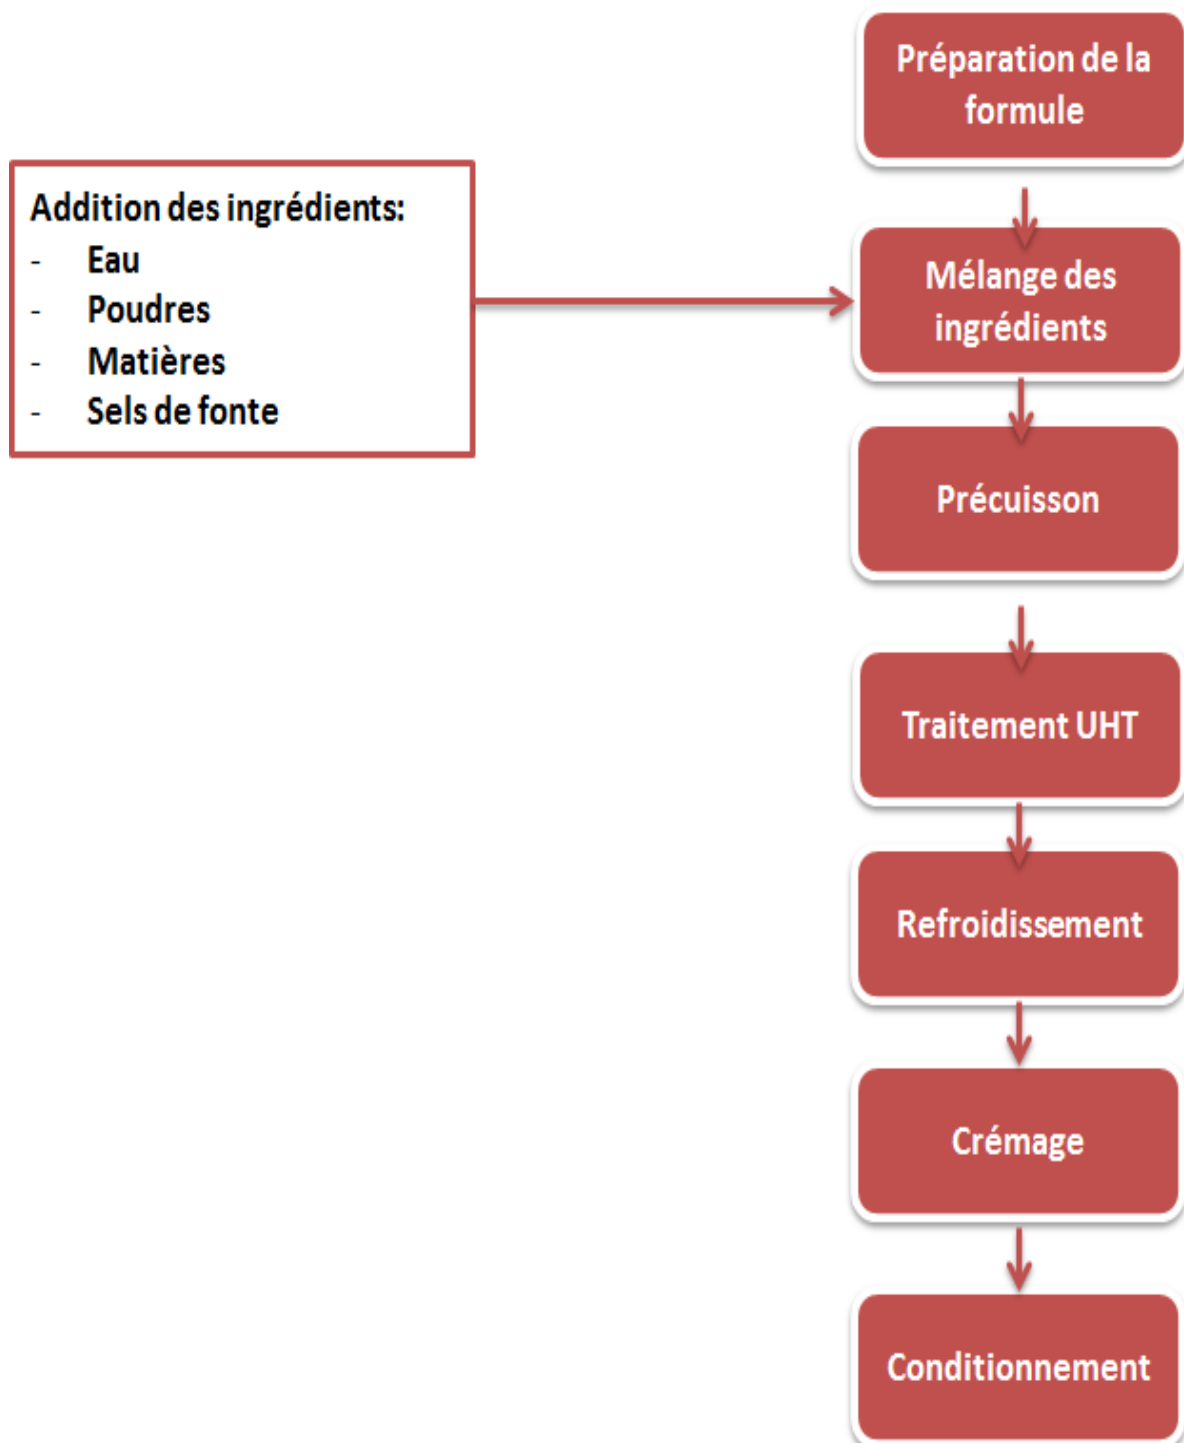 Préparation de la
formule
Addition des ingrédients:
- Eau
- Poudres
- Matières
- Sels de fonte
Mélange des
ingrédients
Précuisson
Traitement UHT
Refroidissement
Crémage
Conditionnement